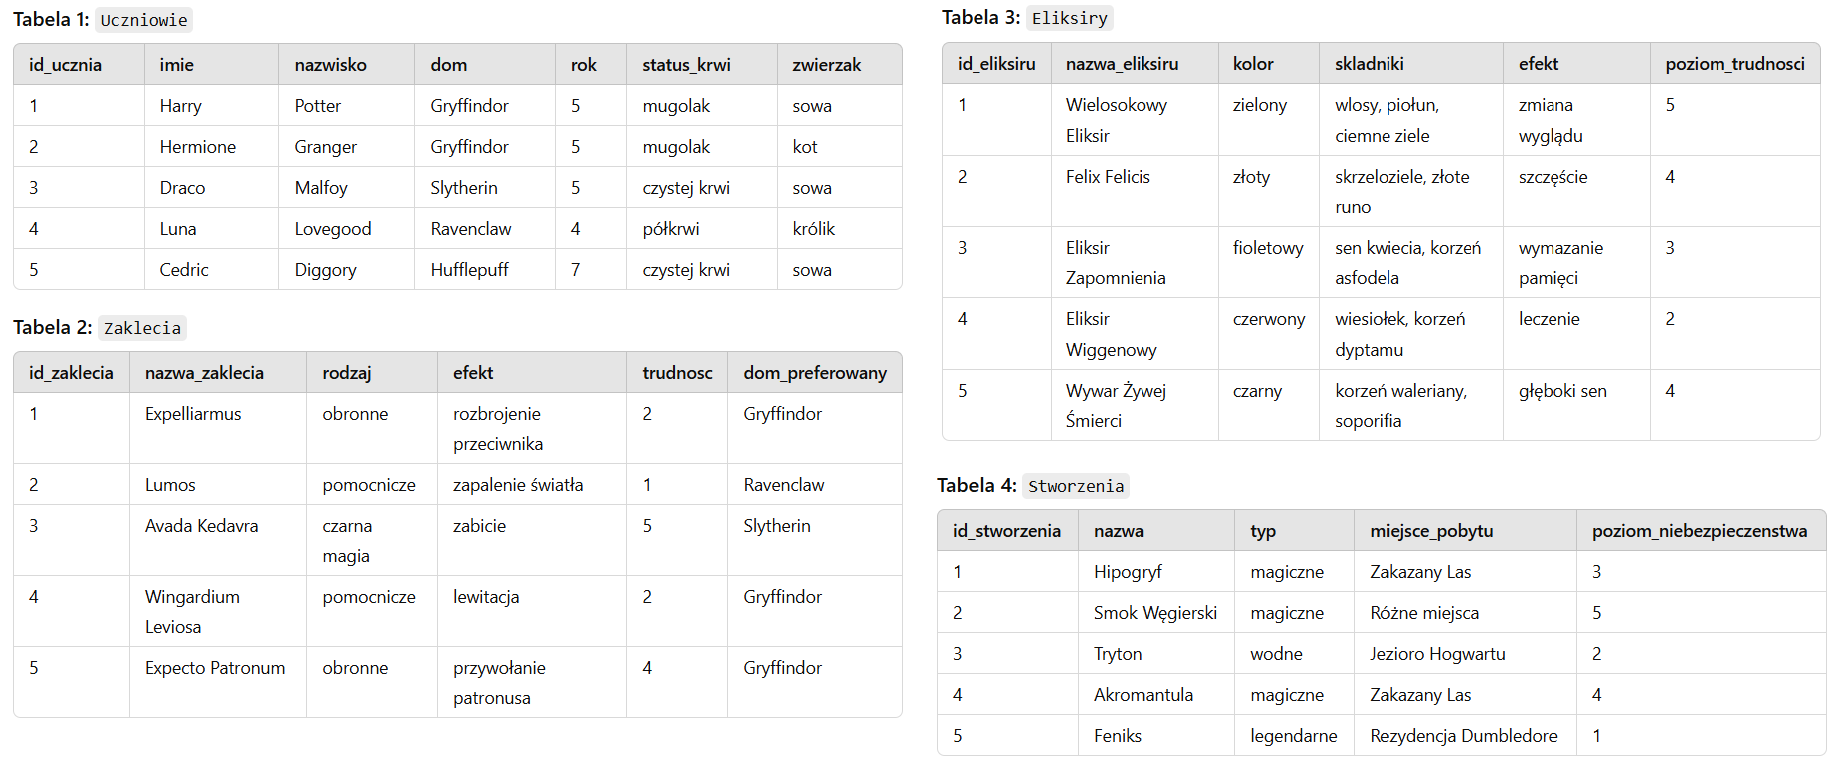 Tabela 1: Uczniowie
id_ucznia imie nazwisko dom rok status_krwi zwierzak
1 Harry Potter Gryffindor 5 mugolak sowa
2 Hermione Granger Gryffindor 5 mugolak kot
3 Draco Malfoy Slytherin 5 czystej krwi sowa
4 Luna Lovegood Ravenclaw 4 półkrwi królik
5 Cedric Diggory Hufflepuff 7 czystej krwi sowa
Tabela 2: Zaklecia
id_zaklecia nazwa_zaklecia rodzaj efekt trudnosc dom_preferowany
1 Expelliarmus obronne rozbrojenie 2 Gryffindor
przeciwnika
2 Lumos pomocnicze zapalenie światła 1 Ravenclaw
3 Avada Kedavra czarna zabicie 5 Slytherin
magia
4 Wingardium pomocnicze lewitacja 2 Gryffindor
Leviosa
5 Expecto Patronum obronne przywołanie 4 Gryffindor
patronusa
Tabela 3: Eliksiry
id_eliksiru nazwa_eliksiru kolor skladniki efekt poziom_trudnosci
1 Wielosokowy zielony wlosy, piołun, zmiana 5
Eliksir ciemne ziele wyglądu
2 Felix Felicis złoty skrzeloziele, złote szczęście 4
runo
3 Eliksir fioletowy sen kwiecia, korzeń wymazanie 3
Zapomnienia asfodela pamięci
4 Eliksir czerwony wiesiołek, korzeń leczenie 2
Wiggenowy dyptamu
5 Wywar Żywej czarny korzeń waleriany, głęboki sen 4
Śmierci soporifia
Tabela 4: Stworzenia
id_stworzenia nazwa typ miejsce_pobytu poziom_niebezpieczenstwa
1 Hipogryf magiczne Zakazany Las 3
2 Smok Węgierski magiczne Różne miejsca 5
3 Tryton wodne Jezioro Hogwartu 2
4 Akromantula magiczne Zakazany Las 4
5 Feniks legendarne Rezydencja Dumbledore 1